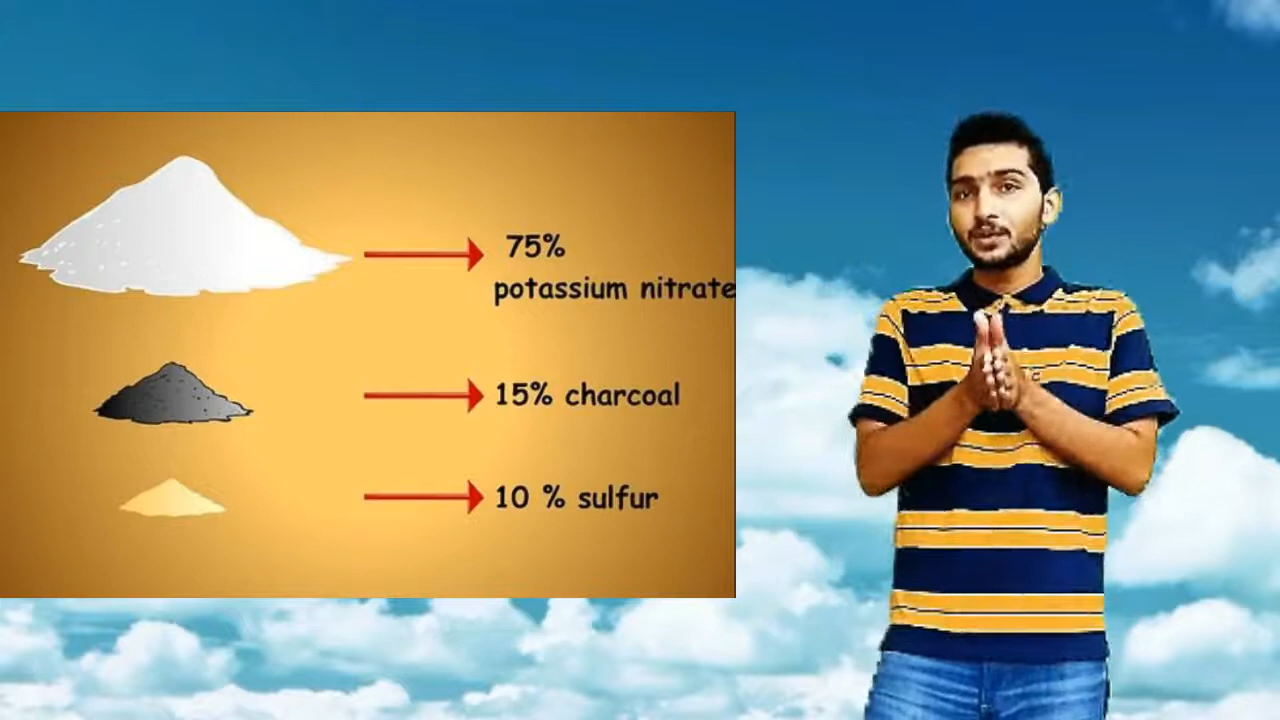 75%
potassium nitrate
15% charcoal
10 % sulfur